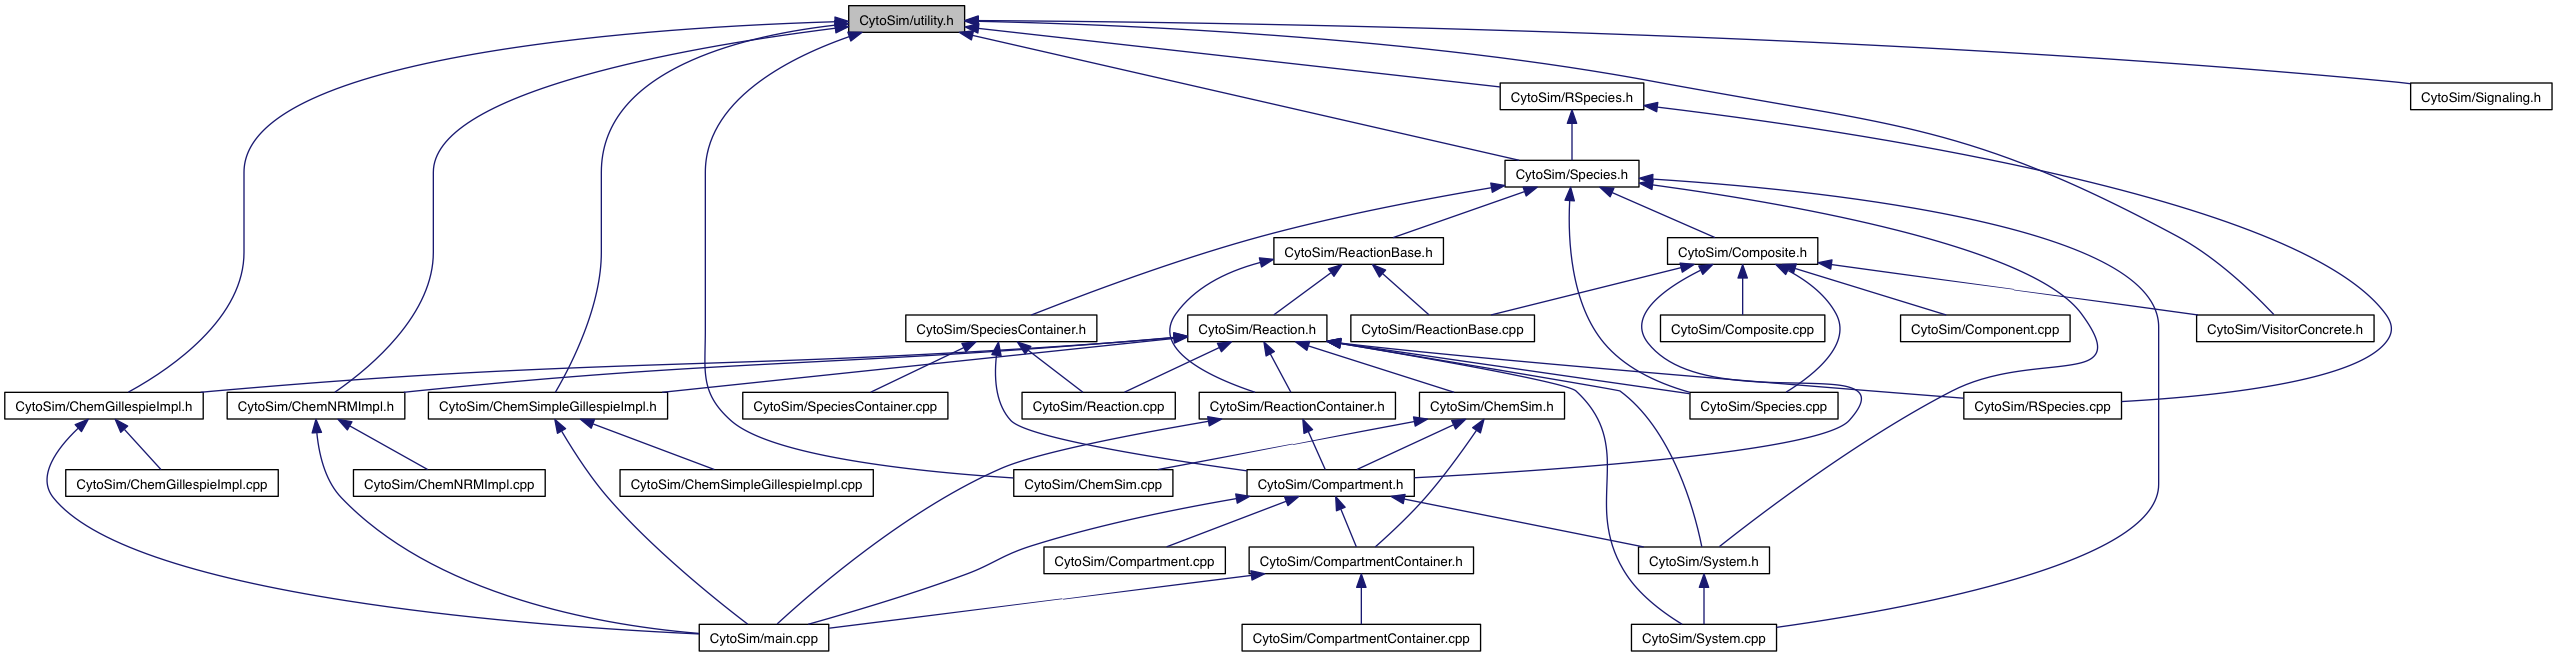 CytoSim/utility.h
CytoSim/RSpecies.h
CytoSim/Signaling.h
CytoSim/Species.h
CytoSim/ReactionBase.h
CytoSim/Composite.h
CytoSim/SpeciesContainer.h
CytoSim/Reaction.h
CytoSim/ReactionBase.cpp
CytoSim/Composite.cpp
CytoSim/Component.cpp
CytoSim/VisitorConcrete.h
CytoSim/ChemGillespieImpl.h
CytoSim/ChemNRMImpl.h
CytoSim/ChemSimpleGillespieImpl.h
CytoSim/SpeciesContainer.cpp
CytoSim/Reaction.cpp
CytoSim/ReactionContainer.h
CytoSim/ChemSim.h
CytoSim/Species.cpp
CytoSim/RSpecies.cpp
CytoSim/ChemGillespieImpl.cpp
CytoSim/ChemNRMImpl.cpp
CytoSim/ChemSimpleGillespieImpl.cpp
CytoSim/ChemSim.cpp
CytoSim/Compartment.h
CytoSim/Compartment.cpp
CytoSim/CompartmentContainer.h
CytoSim/System.h
CytoSim/main.cpp
CytoSim/CompartmentContainer.cpp
CytoSim/System.cpp